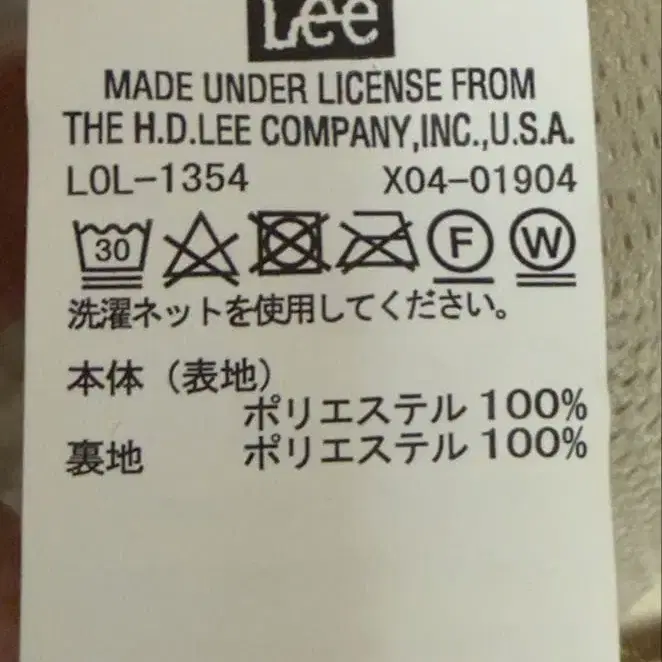 Lee
MADE UNDER LICENSE FROM
THE H.D.LEE COMPANY,INC.,U.S.A.
LOL-1354 X04-01904
30 F W
洗濯ネットを使用してください。
本体（表地）
ポリエステル 100%
裏地 ポリエステル 100%